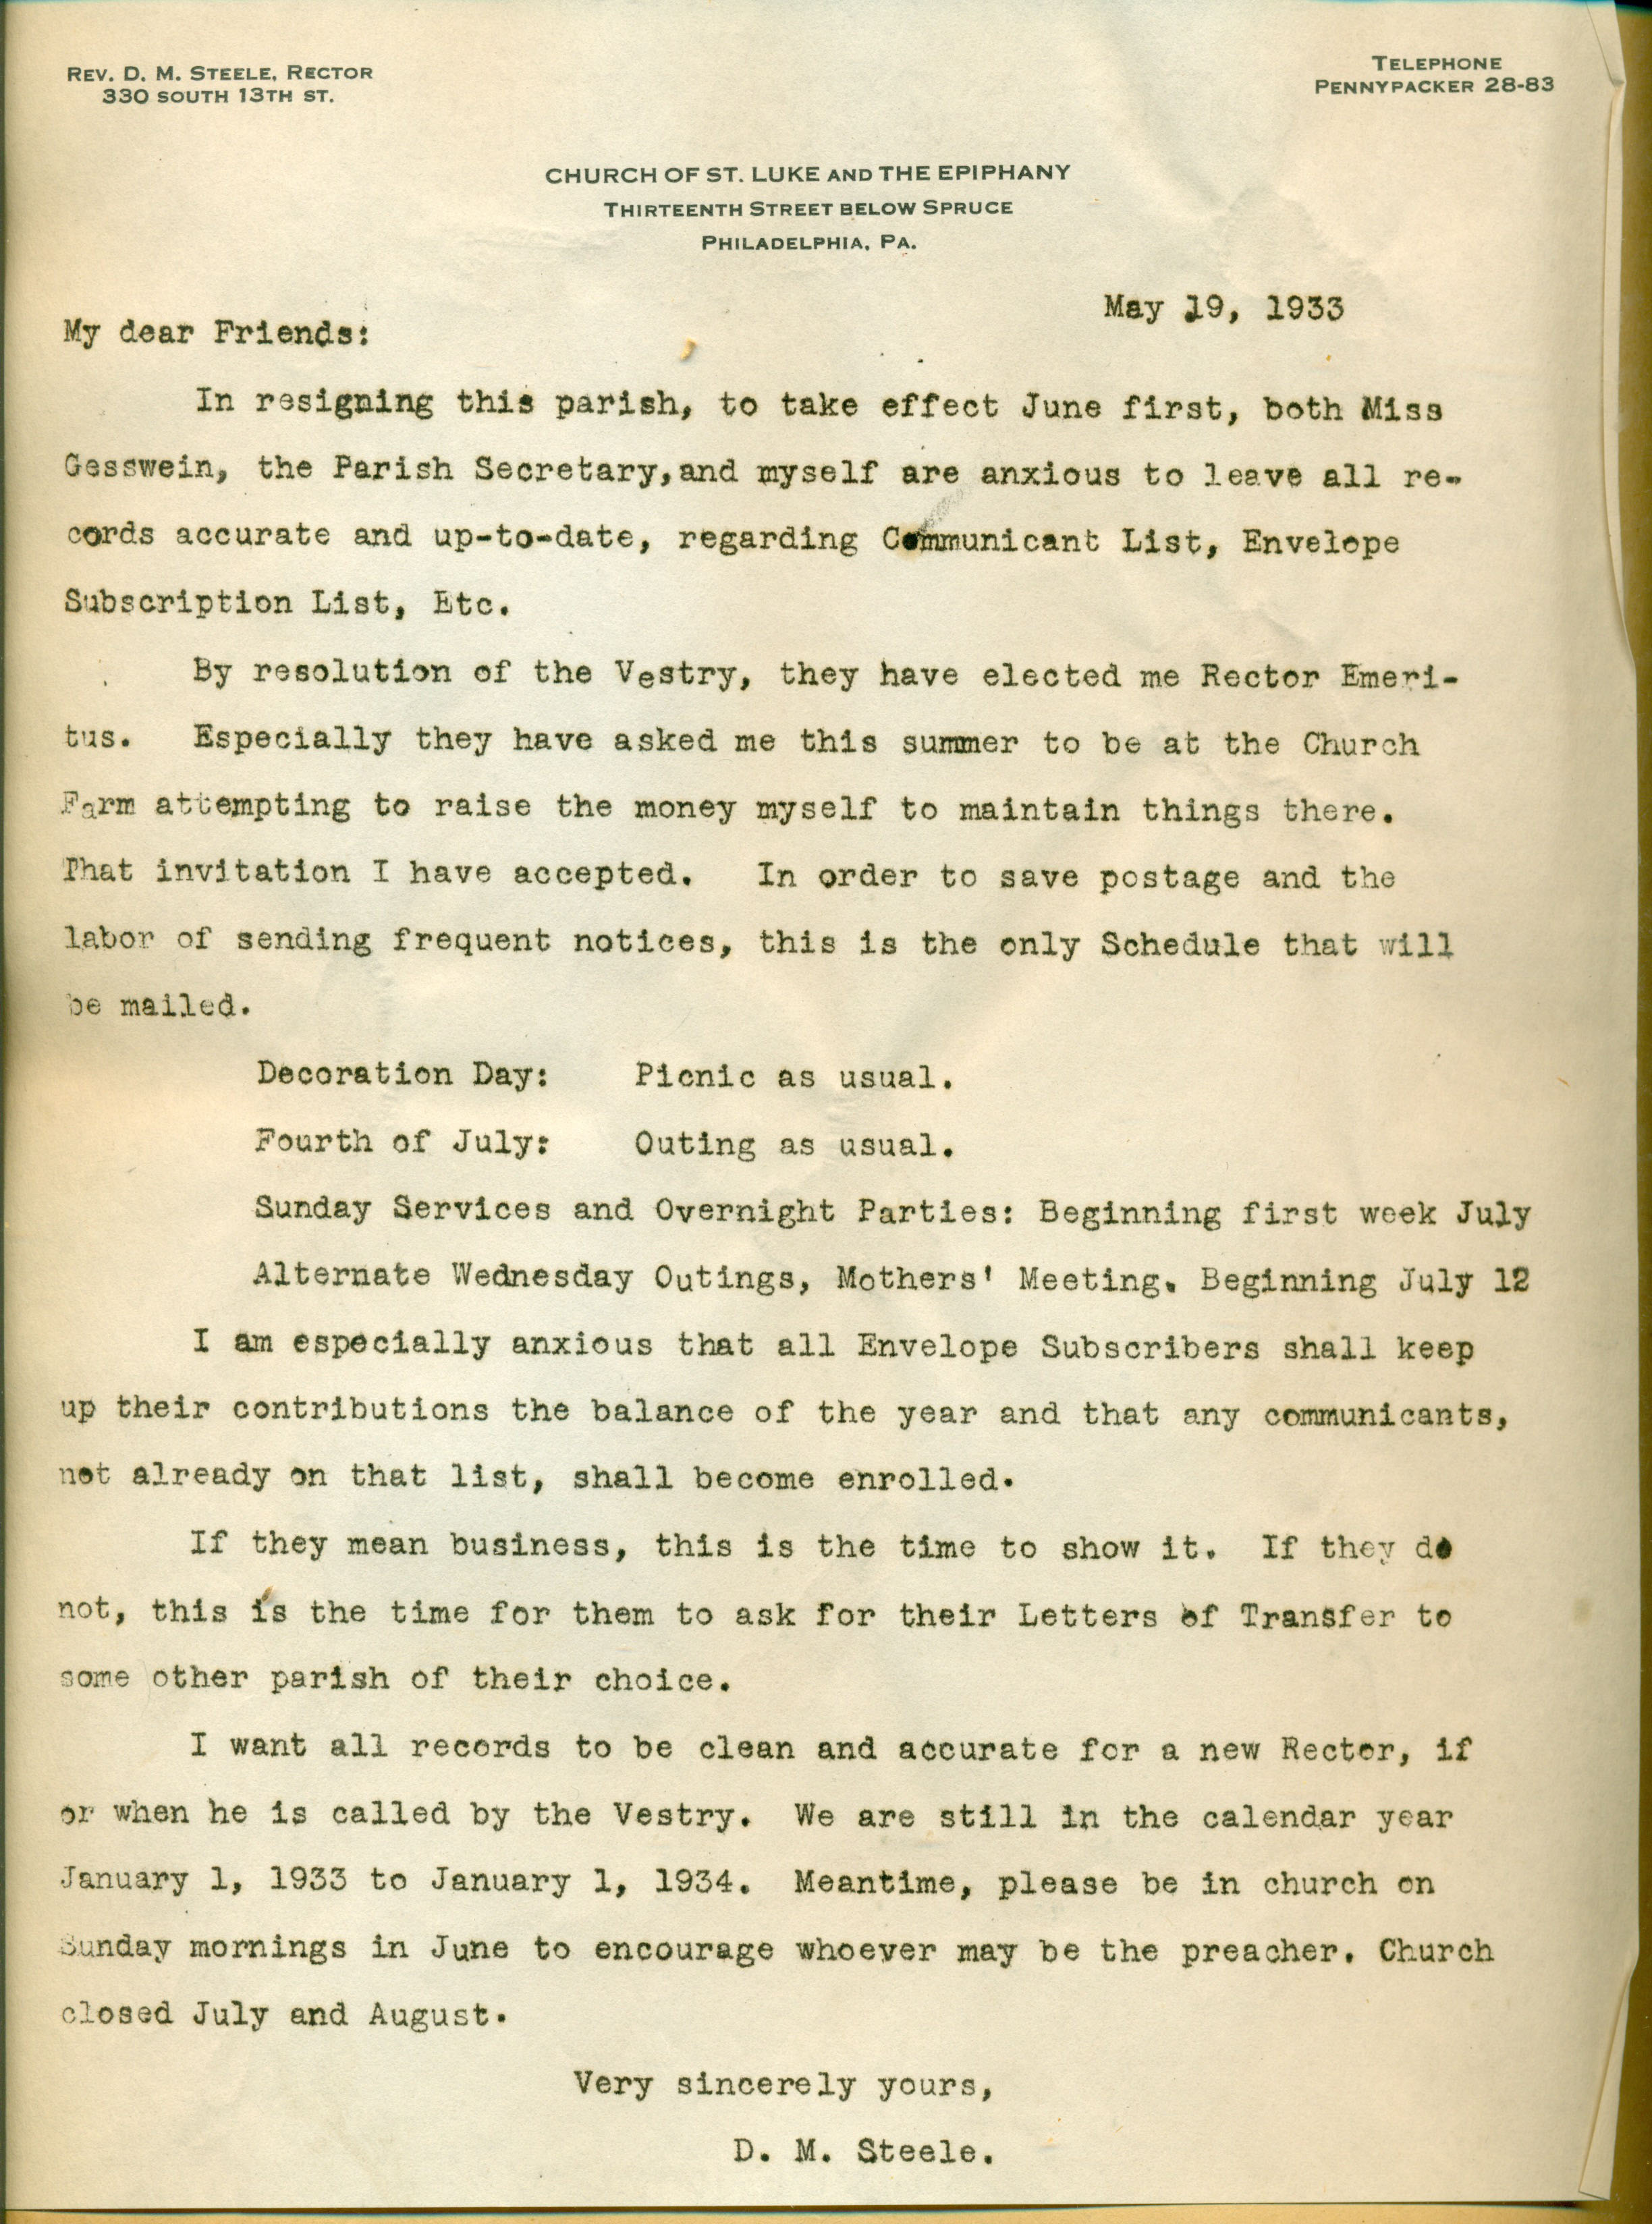 REV. D. M. STEELE, RECTOR
330 SOUTH 13TH ST.
TELEPHONE
PENNYPACKER 28-83
CHURCH OF ST. LUKE AND THE EPIPHANY
THIRTEENTH STREET BELOW SPRUCE
PHILADELPHIA, PA.
May 19, 1933
My dear Friends:
In resigning this parish, to take effect June first, both Miss
Gesswein, the Parish Secretary,and myself are anxious to leave all re-
cords accurate and up-to-date, regarding Communicant List, Envelope
Subscription List, Etc.
By resolution of the Vestry, they have elected me Rector Emeri-
tus. Especially they have asked me this summer to be at the Church
Farm attempting to raise the money myself to maintain things there.
That invitation I have accepted. In order to save postage and the
labor of sending frequent notices, this is the only Schedule that will
be mailed.
Decoration Day: Picnic as usual.
Fourth of July: Outing as usual.
Sunday Services and Overnight Parties: Beginning first week July
Alternate Wednesday Outings, Mothers' Meeting. Beginning July 12
I am especially anxious that all Envelope Subscribers shall keep
up their contributions the balance of the year and that any communicants,
not already on that list, shall become enrolled.
If they mean business, this is the time to show it. If they do
not, this is the time for them to ask for their Letters of Transfer to
some other parish of their choice.
I want all records to be clean and accurate for a new Rector, if
or when he is called by the Vestry. We are still in the calendar year
January 1, 1933 to January 1, 1934. Meantime, please be in church on
Sunday mornings in June to encourage whoever may be the preacher. Church
closed July and August.
Very sincerely yours,
D. M. Steele.